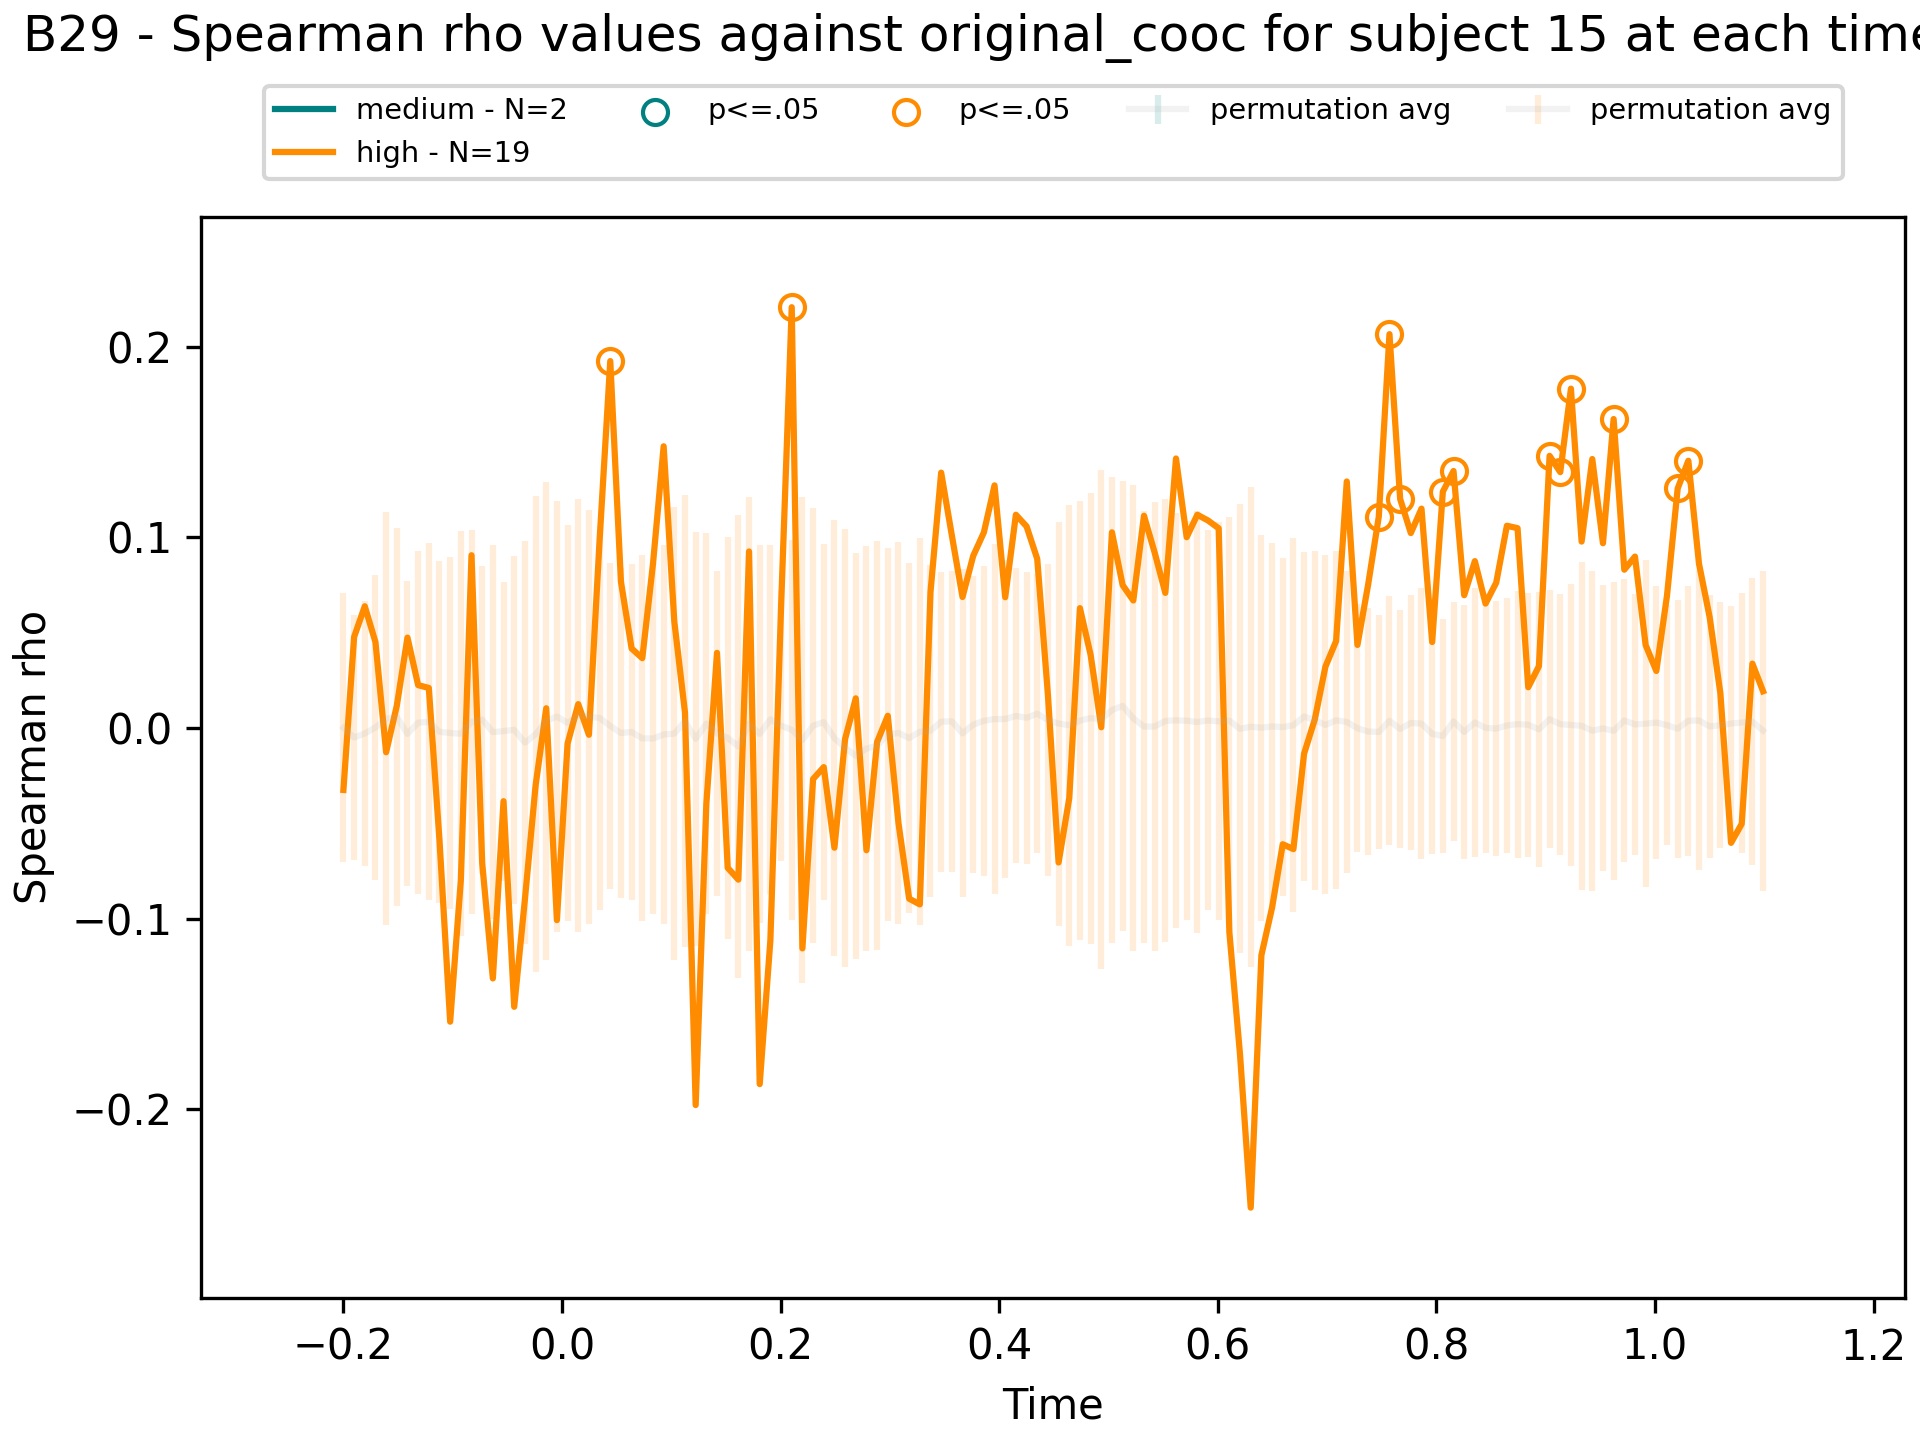 B29 - Spearman rho values against original_cooc for subject 15 at each time
medium - N=2
high - N=19
p<=.05
p<=.05
permutation avg
permutation avg
Spearman rho
0.2
0.1
0.0
−0.1
−0.2
−0.2
0.0
0.2
0.4
0.6
0.8
1.0
1.2
Time